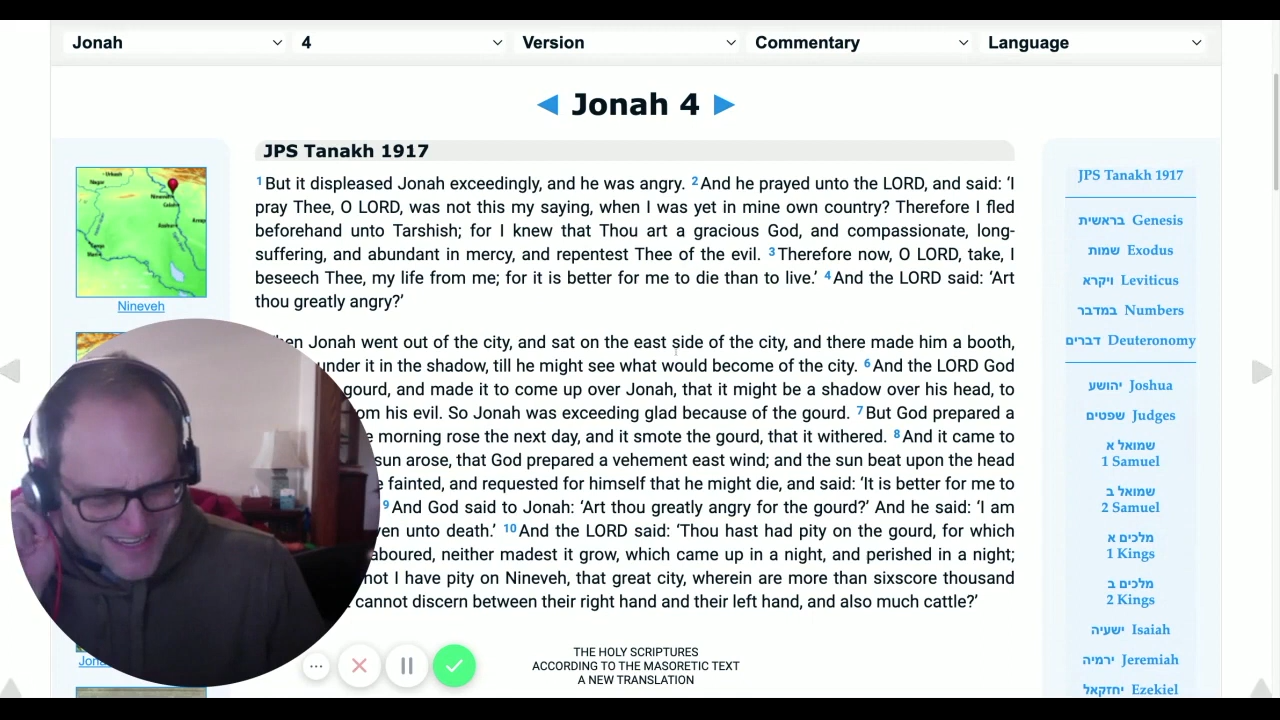 Jonah 4 Version Commentary Language
Jonah 4
JPS Tanakh 1917
1 But it displeased Jonah exceedingly, and he was angry. 2 And he prayed unto the LORD, and said: ‘I
pray Thee, O LORD, was not this my saying, when I was yet in mine own country? Therefore I fled
beforehand unto Tarshish; for I knew that Thou art a gracious God, and compassionate, long-
suffering, and abundant in mercy, and repentest Thee of the evil. 3 Therefore now, O LORD, take, I
beseech Thee, my life from me; for it is better for me to die than to live.’ 4 And the LORD said: ‘Art
thou greatly angry?’
Jonah went out of the city, and sat on the east side of the city, and there made him a booth,
under it in the shadow, till he might see what would become of the city. 6 And the LORD God
gourd, and made it to come up over Jonah, that it might be a shadow over his head, to
his evil. So Jonah was exceeding glad because of the gourd. 7 But God prepared a
morning rose the next day, and it smote the gourd, that it withered. 8 And it came to
sun arose, that God prepared a vehement east wind; and the sun beat upon the head
fainted, and requested for himself that he might die, and said: ‘It is better for me to
9 And God said to Jonah: ‘Art thou greatly angry for the gourd?’ And he said: ‘I am
unto death.’ 10 And the LORD said: ‘Thou hast had pity on the gourd, for which
neither madest it grow, which came up in a night, and perished in a night;
not I have pity on Nineveh, that great city, wherein are more than sixscore thousand
cannot discern between their right hand and their left hand, and also much cattle?’
THE HOLY SCRIPTURES
ACCORDING TO THE MASORETIC TEXT
A NEW TRANSLATION
Nineveh
JPS Tanakh 1917
בראשית Genesis
שמות Exodus
ויקרא Leviticus
במדבר Numbers
דברים Deuteronomy
יהושע Joshua
שפטים Judges
שמואל א
1 Samuel
שמואל ב
2 Samuel
מלכים א
1 Kings
מלכים ב
2 Kings
ישעיה Isaiah
ירמיה Jeremiah
יחזקאל Ezekiel